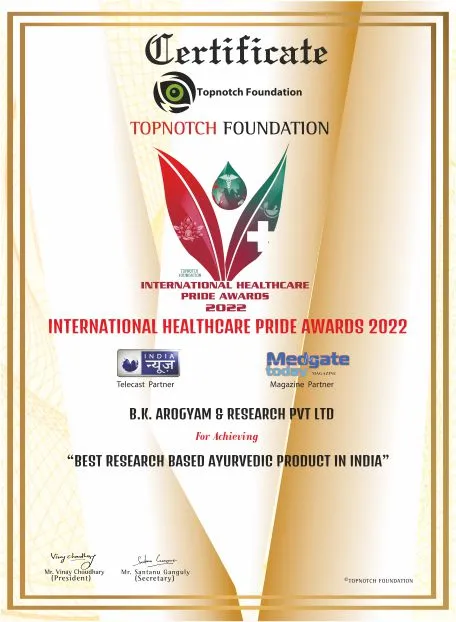 Certificate
Topnotch Foundation
TOPNOTCH FOUNDATION
TOPNOTCH
FOUNDATION
INTERNATIONAL HEALTHCARE
PRIDE AWARDS
2022
INTERNATIONAL HEALTHCARE PRIDE AWARDS 2022
INDIA
न्यूज़
Telecast Partner
Medgate
today MAGAZINE
Magazine Partner
B.K. AROGYAM & RESEARCH PVT LTD
For Achieving
“BEST RESEARCH BASED AYURVEDIC PRODUCT IN INDIA”
Vinay Choudhary
Mr. Vinay Choudhary
(President)
Mr. Santanu Ganguly
(Secretary)
©TOPNOTCH FOUNDATION